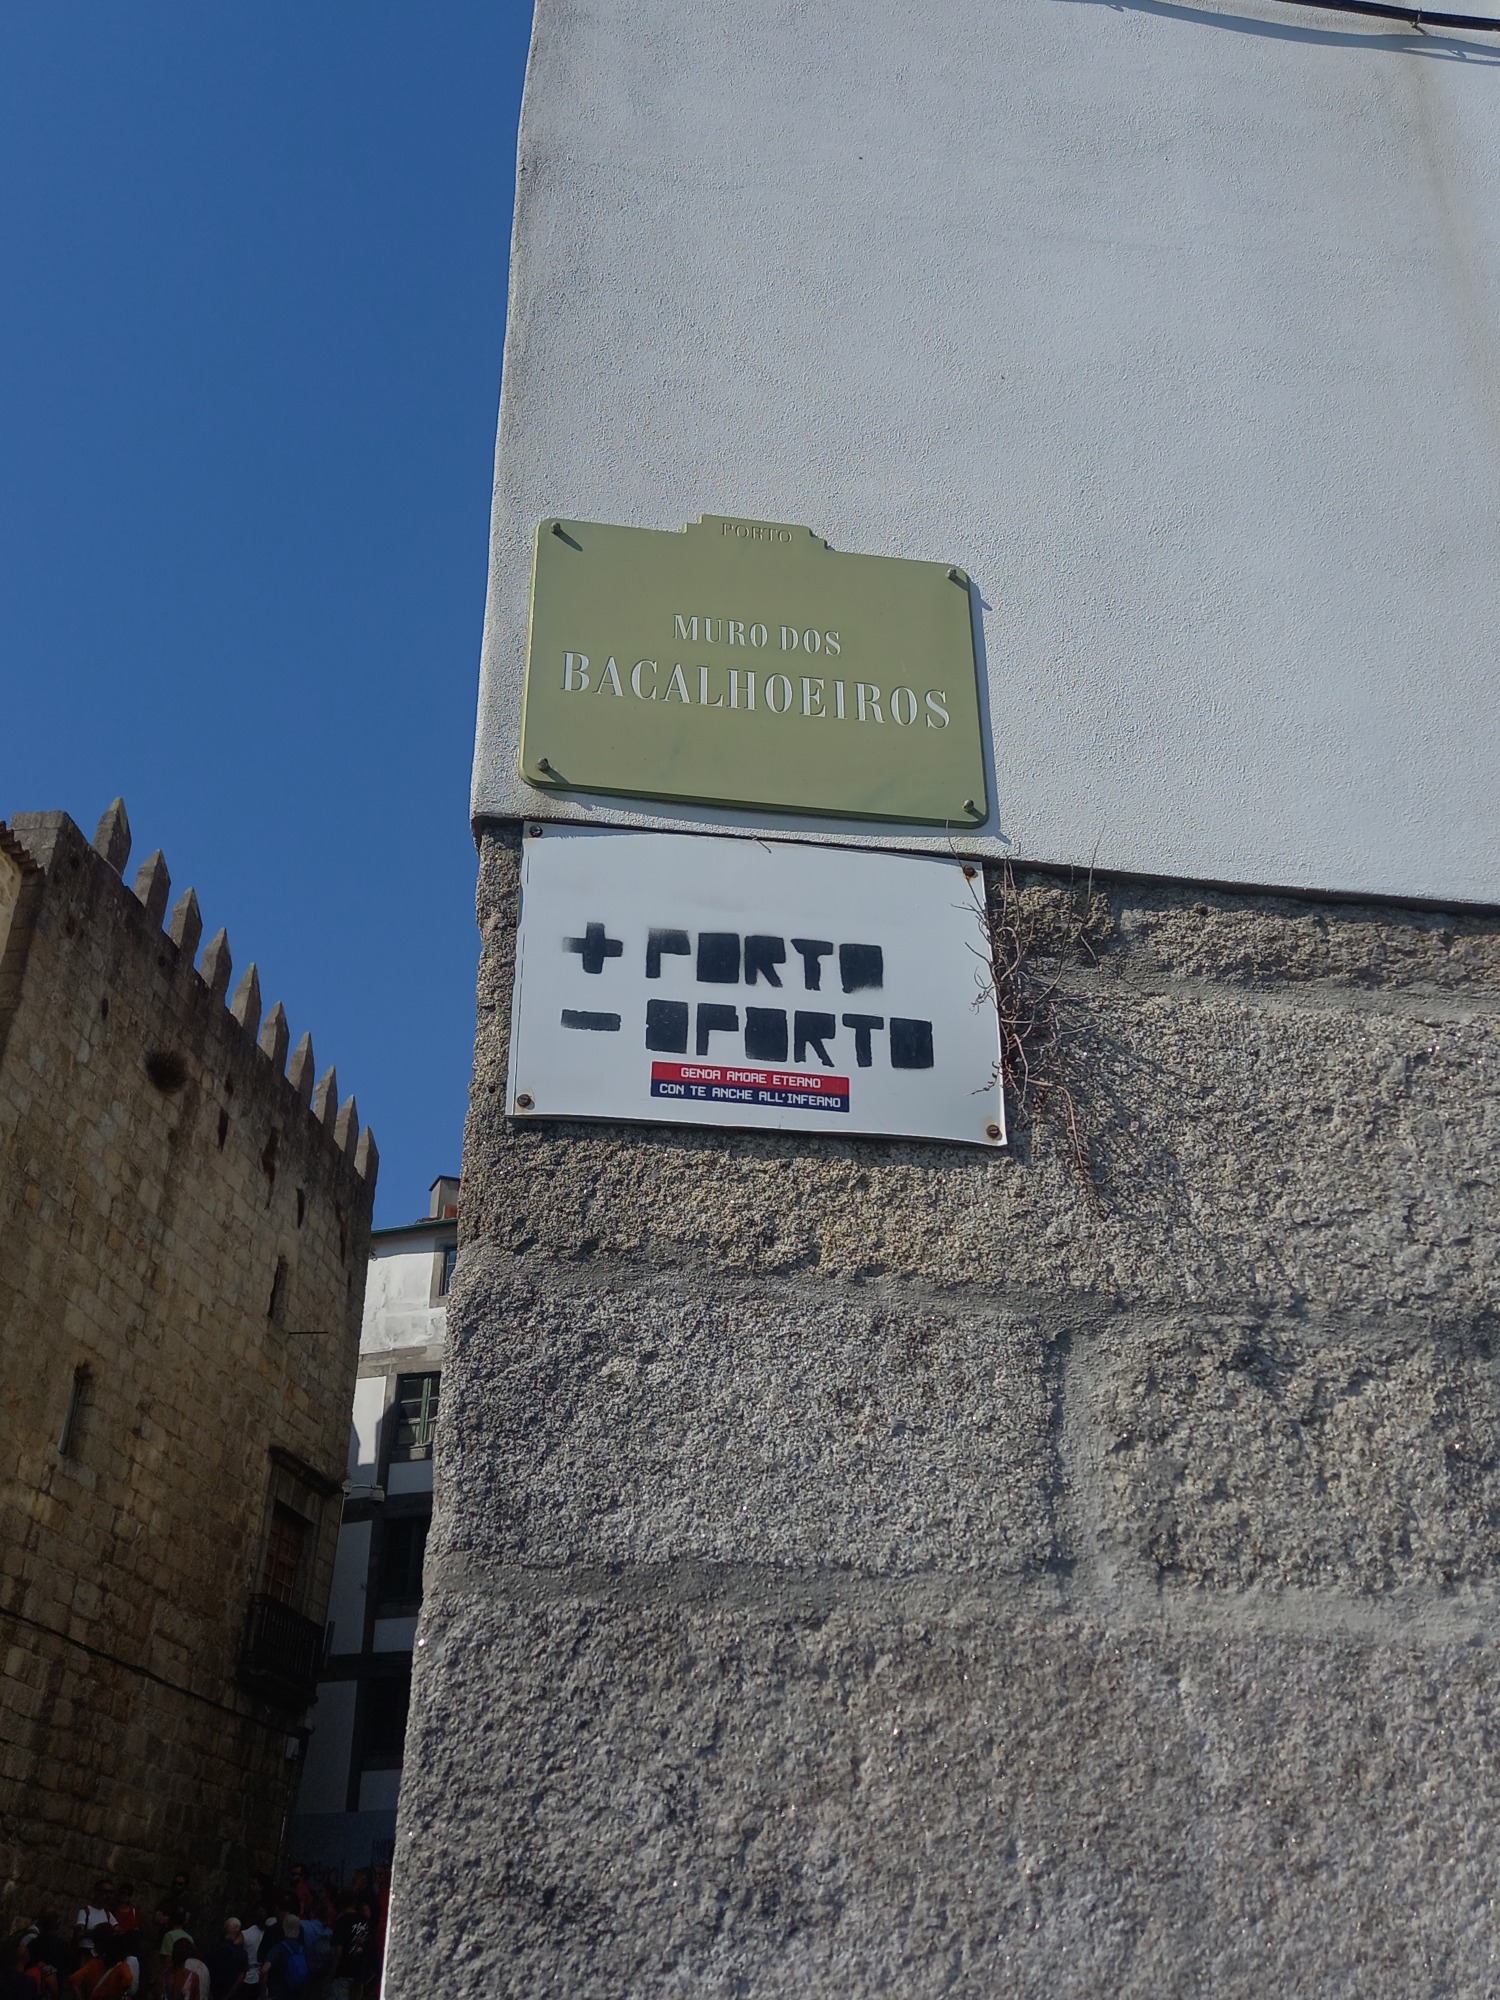 PORTO
MURO DOS
BACALHOEIROS
+ PORTO
- OPORTO
GENOA AMORE ETERNO
CON TE ANCHE ALL'INFERNO